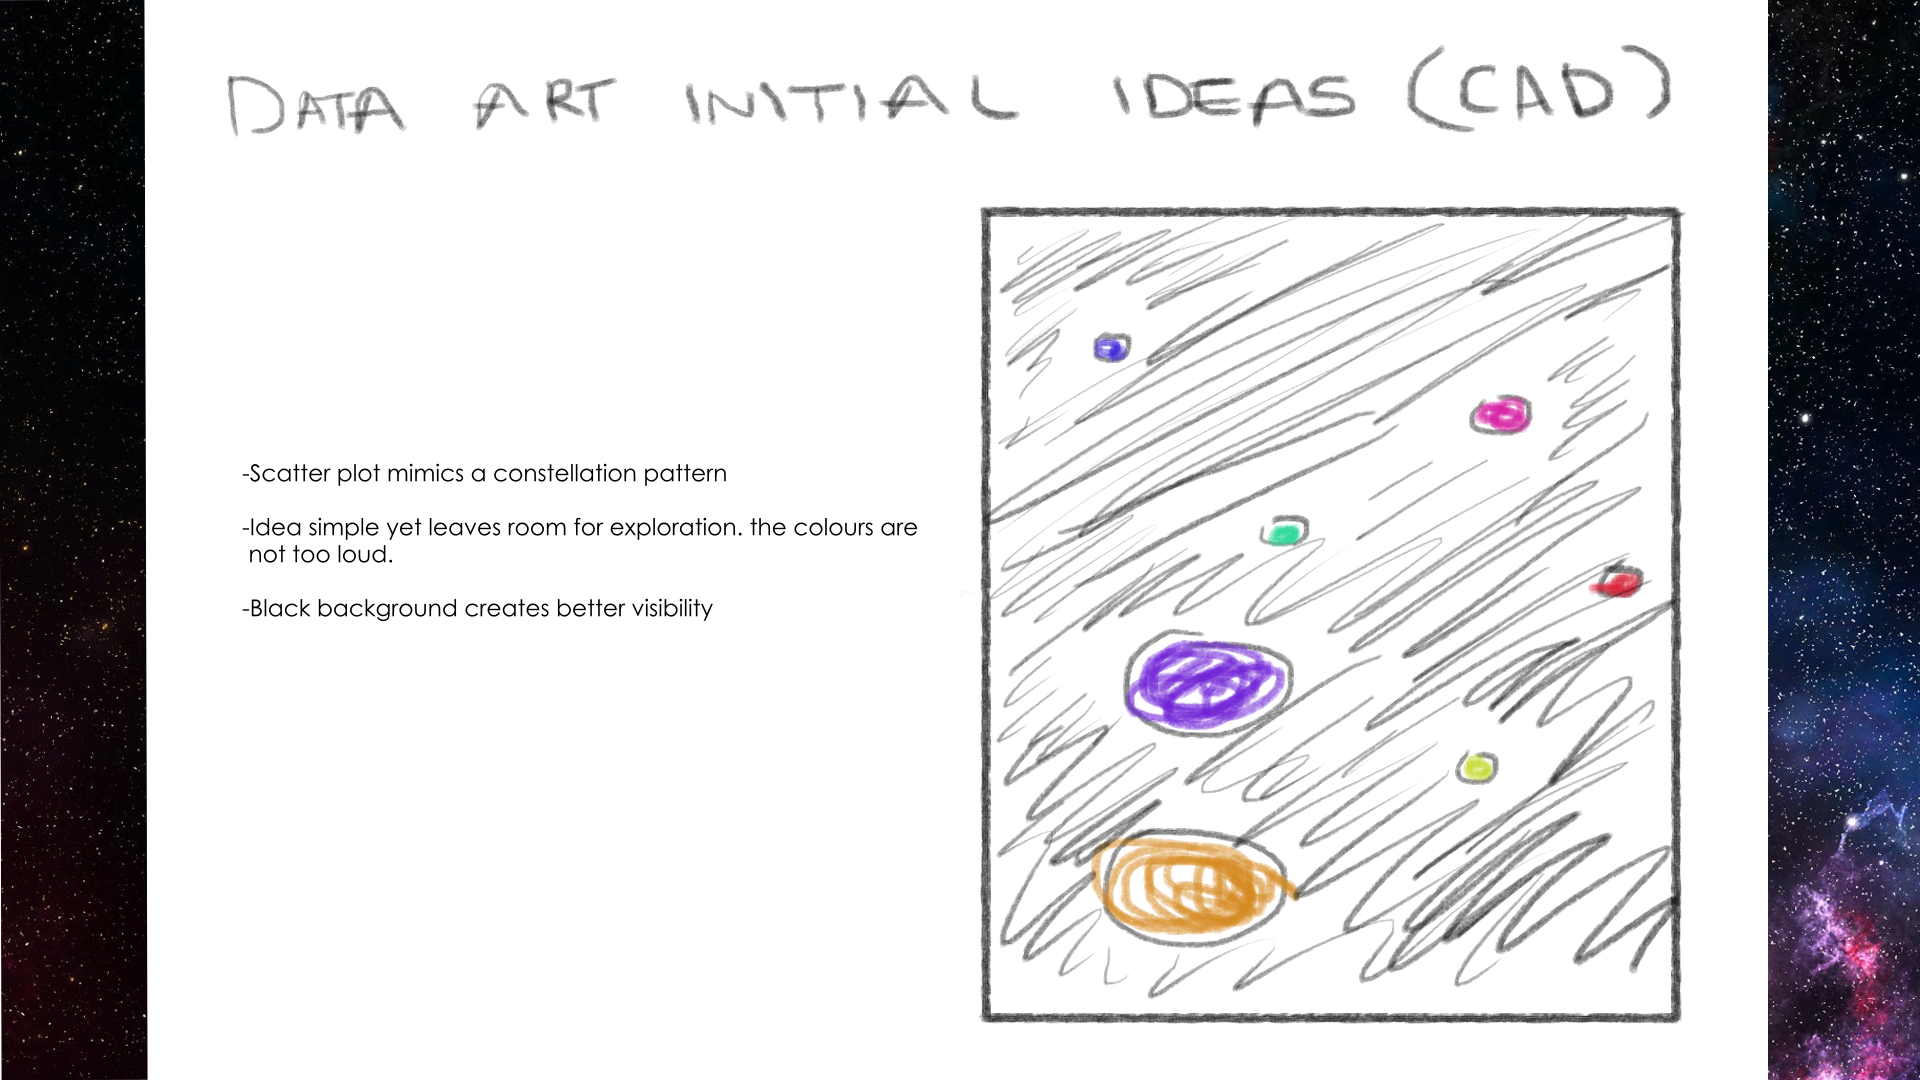 DATA ART INITIAL IDEAS (CAD)
-Scatter plot mimics a constellation pattern
-Idea simple yet leaves room for exploration. the colours are
not too loud.
-Black background creates better visibility